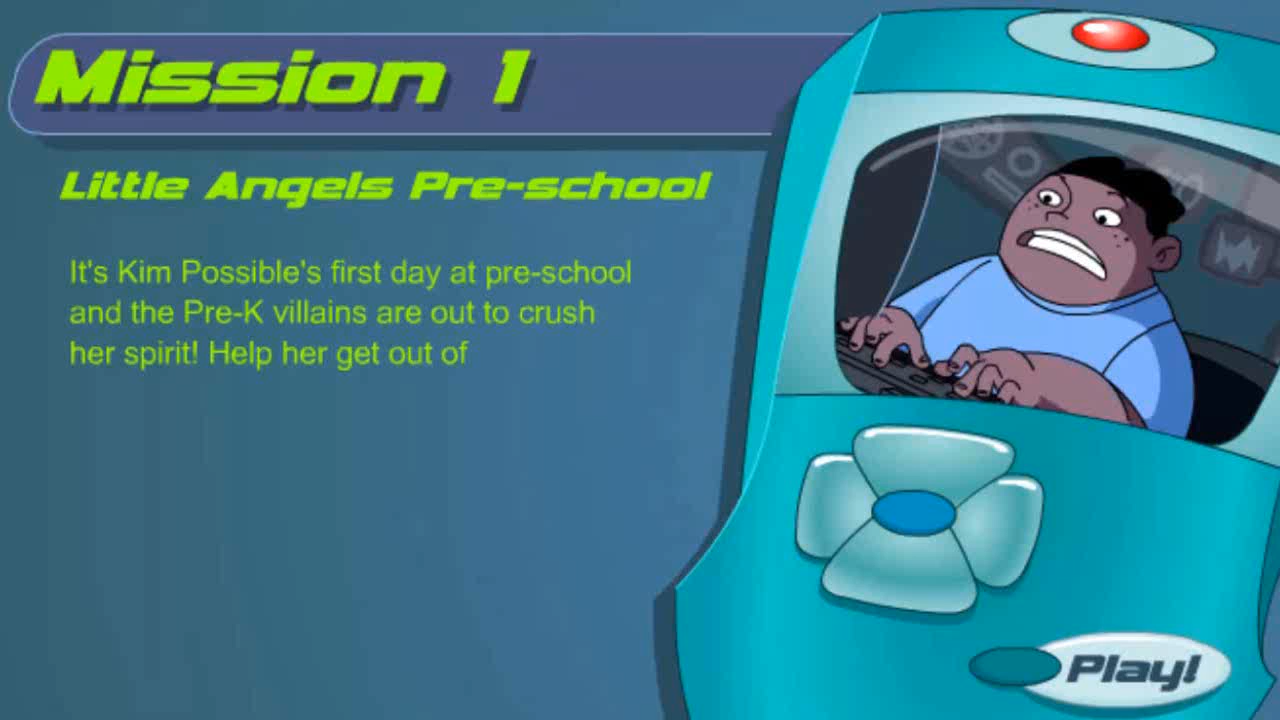 Mission 1
Little Angels Pre-school
It's Kim Possible's first day at pre-school
and the Pre-K villains are out to crush
her spirit! Help her get out of
Play!